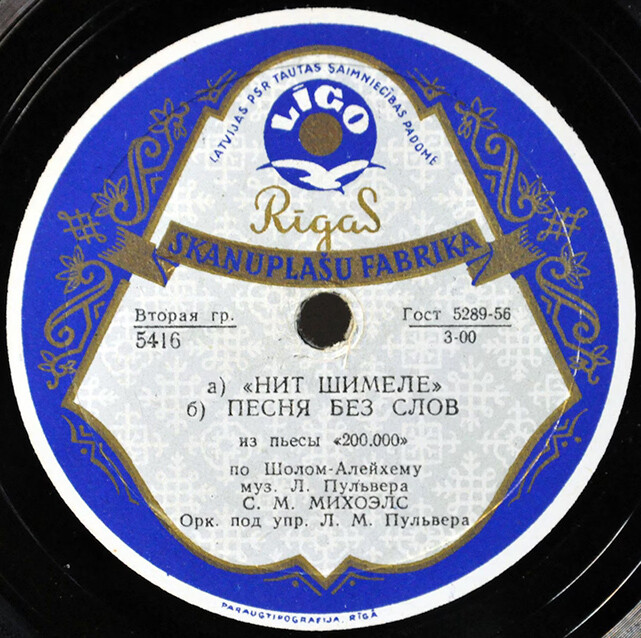 LATVIJAS PSR TAUTAS SAIMNIECĪBAS PADOME
LĪGO
Rīgas
SKAŅUPLAŠU FABRIKA
Вторая гр.
5416
Гост 5289-56
3-00
а) «НИТ ШИМЕЛЕ»
б) ПЕСНЯ БЕЗ СЛОВ
из пьесы «200.000»
по Шолом-Алейхему
муз. Л. Пульвера
С. М. МИХОЭЛС
Орк. под упр. Л. М. Пульвера
PARAUGTIPOGRAFIJA, RĪGĀ